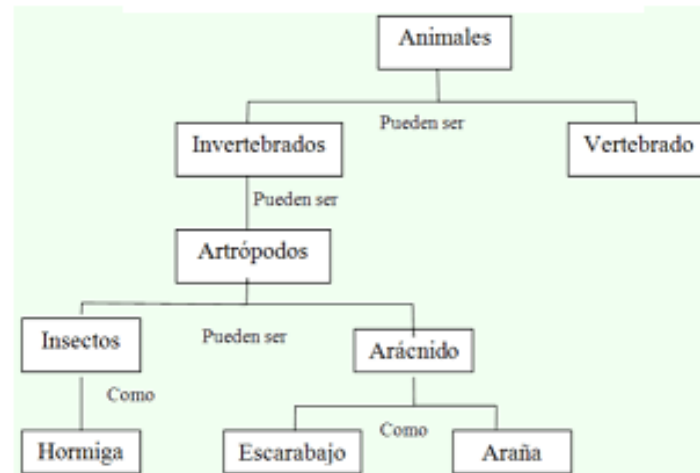 Animales
Pueden ser
Invertebrados
Vertebrado
Pueden ser
Artrópodos
Insectos
Pueden ser
Arácnido
Como
Como
Hormiga
Escarabajo
Araña